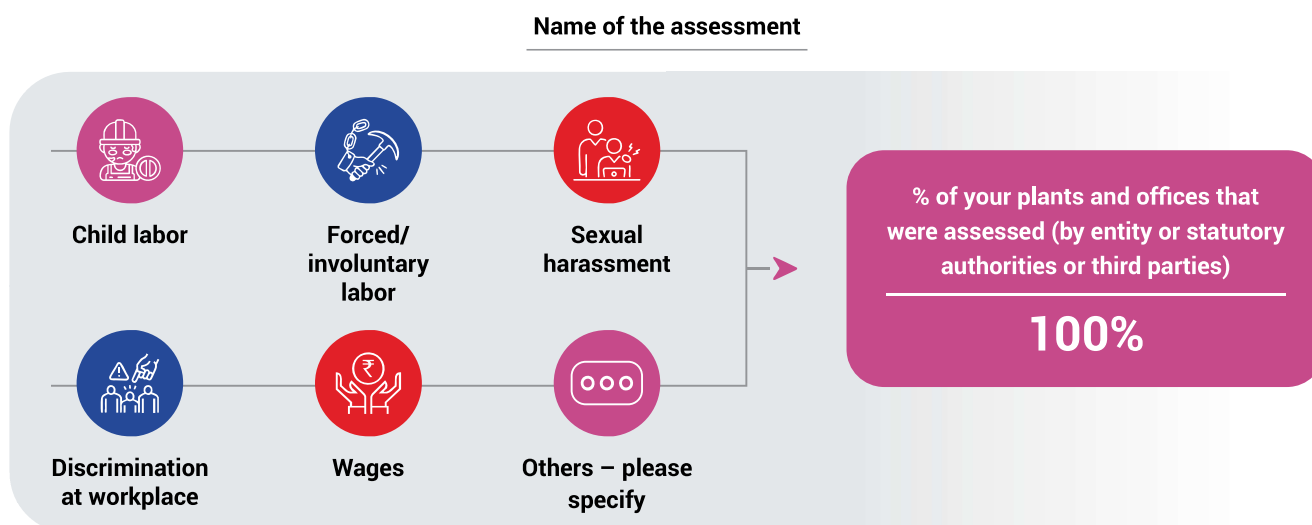 Name of the assessment
Child labor
Forced/
involuntary
labor
Sexual
harassment
Discrimination
at workplace
₹
Wages
Others – please
specify
% of your plants and offices that
were assessed (by entity or statutory
authorities or third parties)
100%